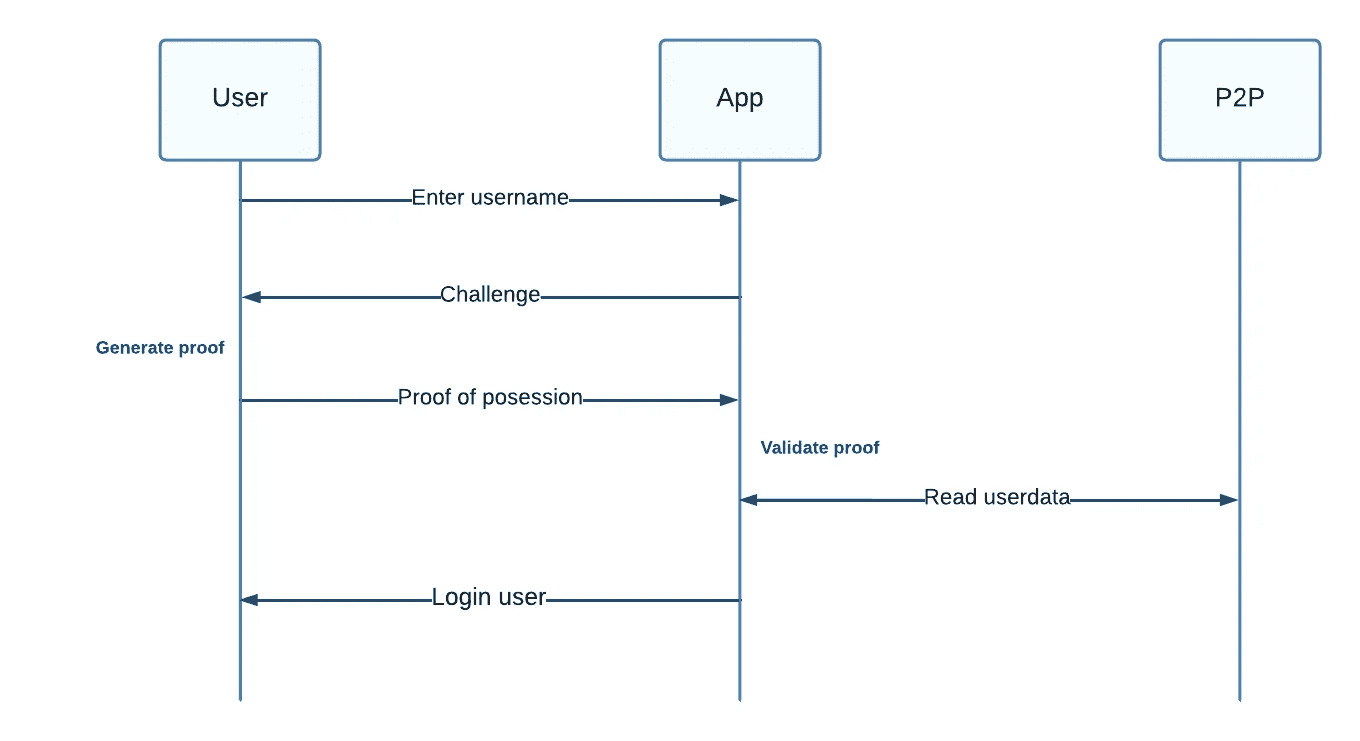 User
App
P2P
Enter username
Challenge
Generate proof
Proof of posession
Validate proof
Read userdata
Login user